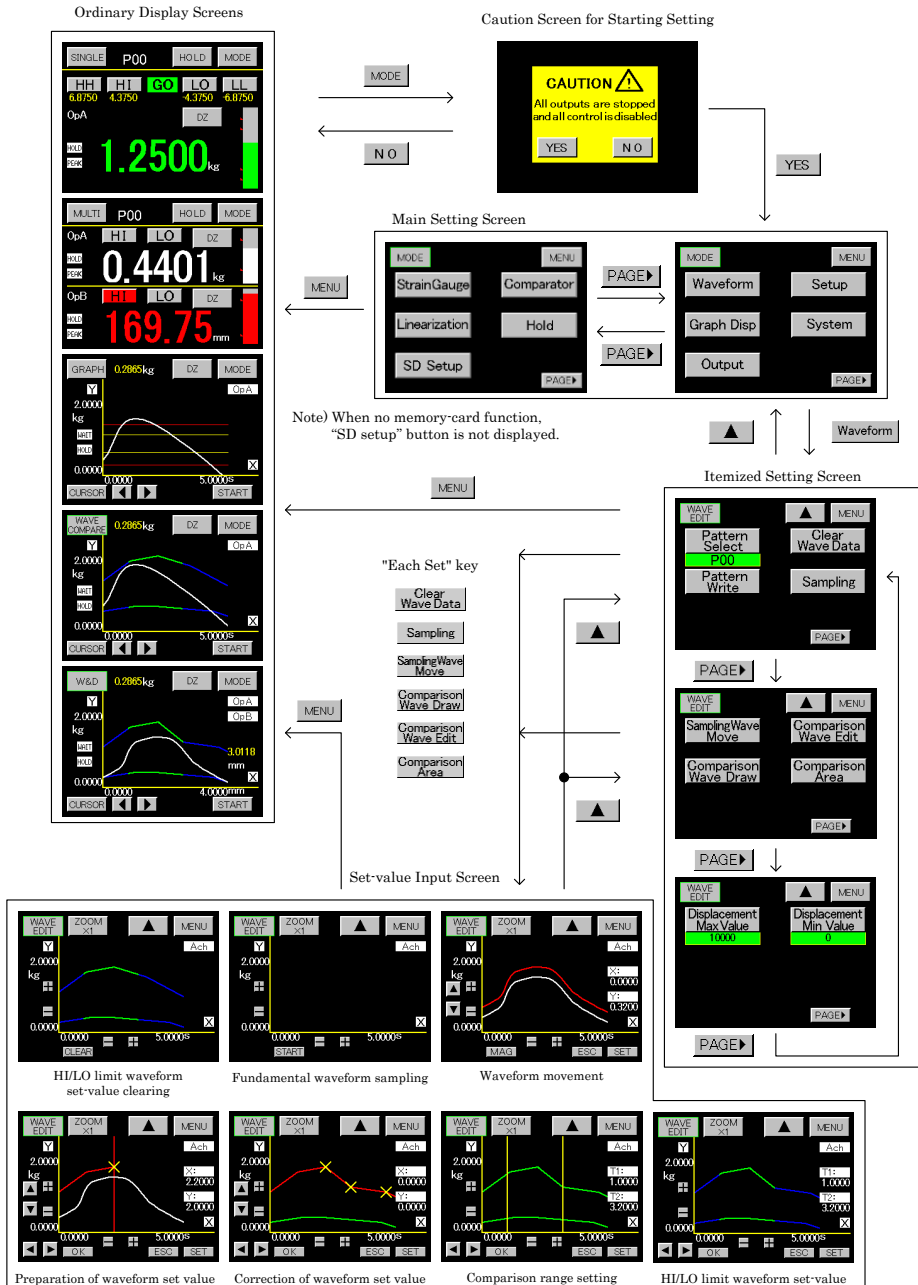 Ordinary Display Screens
Caution Screen for Starting Setting
SINGLE P00 HOLD MODE
HH HI GO LO LL
6.8750 4.3750 -4.3750 -6.8750
OpA DZ
HOLD
PEAK
1.2500 kg
MODE
NO
CAUTION
All outputs are stopped
and all control is disabled
YES NO
YES
MULTI P00 HOLD MODE
OpA HI LO DZ
HOLD
PEAK
0.4401 kg
OpB HI LO DZ
HOLD
PEAK
169.75 mm
MENU
Main Setting Screen
MODE MENU
StrainGauge Comparator
Linearization Hold
SD Setup
PAGE▶
PAGE▶
PAGE▶
MODE MENU
Waveform Setup
Graph Disp System
Output
PAGE▶
Note) When no memory-card function,
“SD setup” button is not displayed.
▲
Waveform
GRAPH 0.2865kg DZ MODE
Y OpA
2.0000
kg
WAIT
HOLD
0.0000 X
0.0000 5.0000s
CURSOR ◀ ▶ START
MENU
WAVE
COMPARE 0.2865kg DZ MODE
Y OpA
2.0000
kg
WAIT
HOLD
0.0000 X
0.0000 5.0000s
CURSOR ◀ ▶ START
W&D 0.2865kg DZ MODE
Y OpA
2.0000 OpB
kg
WAIT
HOLD
3.0118
mm
0.0000 X
0.0000 4.0000mm
CURSOR ◀ ▶ START
MENU
"Each Set" key
Clear
Wave Data
Sampling
SamplingWave
Move
Comparison
Wave Draw
Comparison
Wave Edit
Comparison
Area
▲
▲
Itemized Setting Screen
WAVE
EDIT ▲ MENU
Pattern
Select
P00
Clear
Wave Data
Pattern
Write
Sampling
PAGE▶
PAGE▶
WAVE
EDIT ▲ MENU
SamplingWave
Move
Comparison
Wave Edit
Comparison
Wave Draw
Comparison
Area
PAGE▶
PAGE▶
WAVE
EDIT ▲ MENU
Displacement
Max Value
10000
Displacement
Min Value
0
PAGE▶
PAGE▶
Set-value Input Screen
WAVE
EDIT
ZOOM
×1
▲ MENU
Y Ach
2.0000
kg
0.0000 X
0.0000 5.0000s
CLEAR
HI/LO limit waveform
set-value clearing
WAVE
EDIT
ZOOM
×1
▲ MENU
Y Ach
2.0000
kg
0.0000 X
0.0000 5.0000s
START
Fundamental waveform sampling
WAVE
EDIT
ZOOM
×1
▲ MENU
Y Ach
2.0000
kg
X:
0.0000
▲
▼
Y:
0.3200
0.0000 X
0.0000 5.0000s
MAG ESC SET
Waveform movement
WAVE
EDIT
ZOOM
×1
▲ MENU
Y Ach
2.0000
kg
X:
2.2000
▲
▼
Y:
2.0000
0.0000 X
0.0000 5.0000s
◀ ▶ OK ESC SET
Preparation of waveform set value
WAVE
EDIT
ZOOM
×1
▲ MENU
Y Ach
2.0000
kg
X:
0.0000
▲
▼
Y:
0.0000
0.0000 X
0.0000 5.0000s
◀ ▶ OK ESC SET
Correction of waveform set value
WAVE
EDIT
ZOOM
×1
▲ MENU
Y Ach
2.0000
kg
T1:
1.0000
T2:
3.2000
0.0000 X
0.0000 5.0000s
◀ ▶ OK ESC SET
Comparison range setting
WAVE
EDIT
ZOOM
×1
▲ MENU
Y Ach
2.0000
kg
T1:
1.0000
T2:
3.2000
0.0000 X
0.0000 5.0000s
◀ ▶ OK ESC SET
HI/LO limit waveform set-value